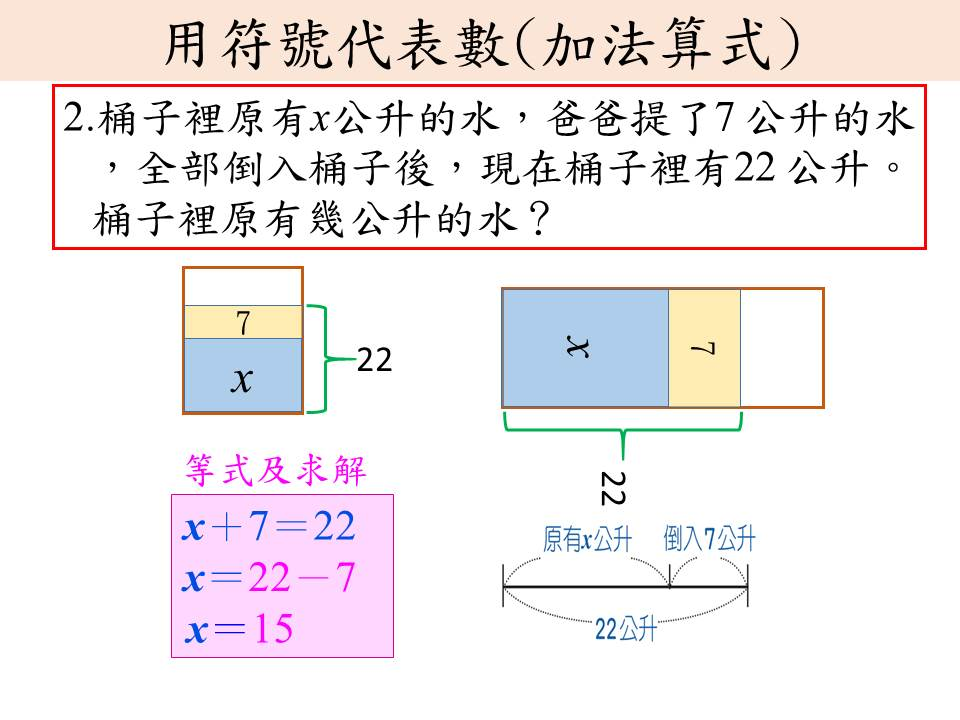 用符號代表數(加法算式)
2.桶子裡原有x公升的水，爸爸提了7 公升的水
，全部倒入桶子後，現在桶子裡有22 公升。
桶子裡原有幾公升的水？
7
x
22
x
7
22
等式及求解
x＋7＝22
x＝22－7
x＝15
原有x公升 倒入7公升
22公升